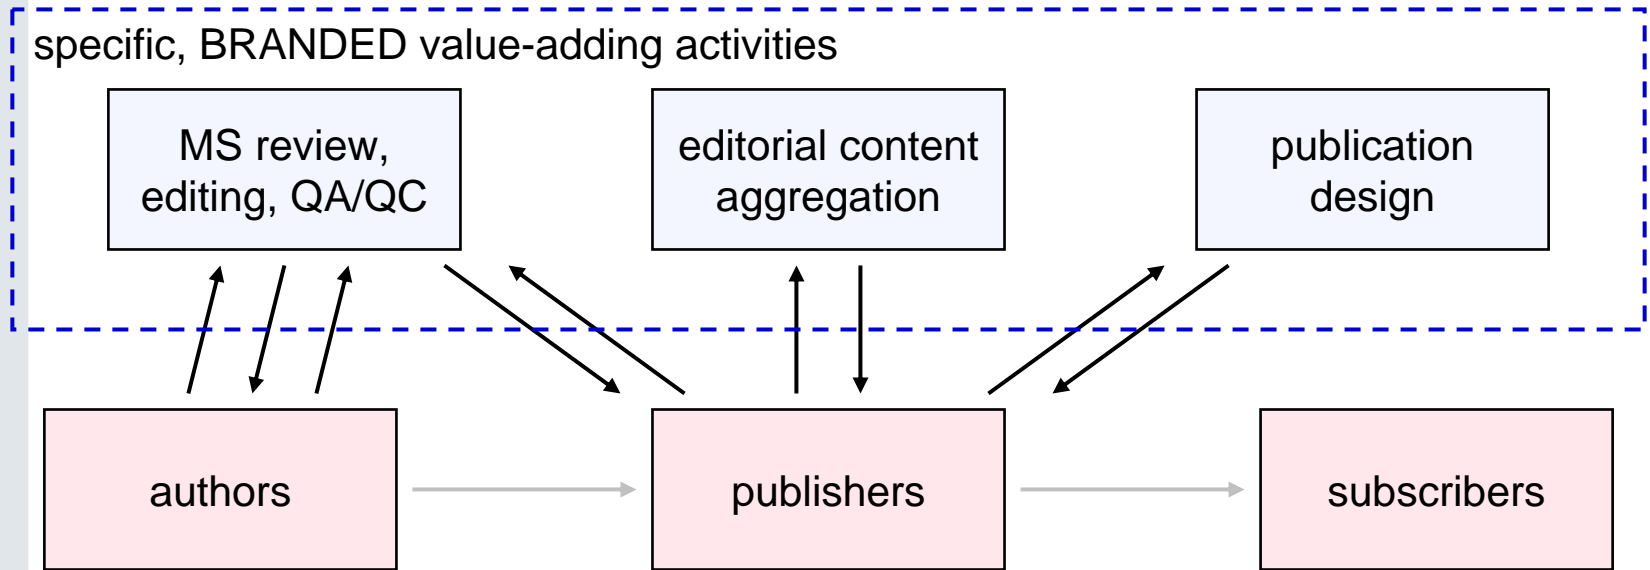 specific, BRANDED value-adding activities
MS review,
editing, QA/QC
editorial content
aggregation
publication
design
authors
publishers
subscribers